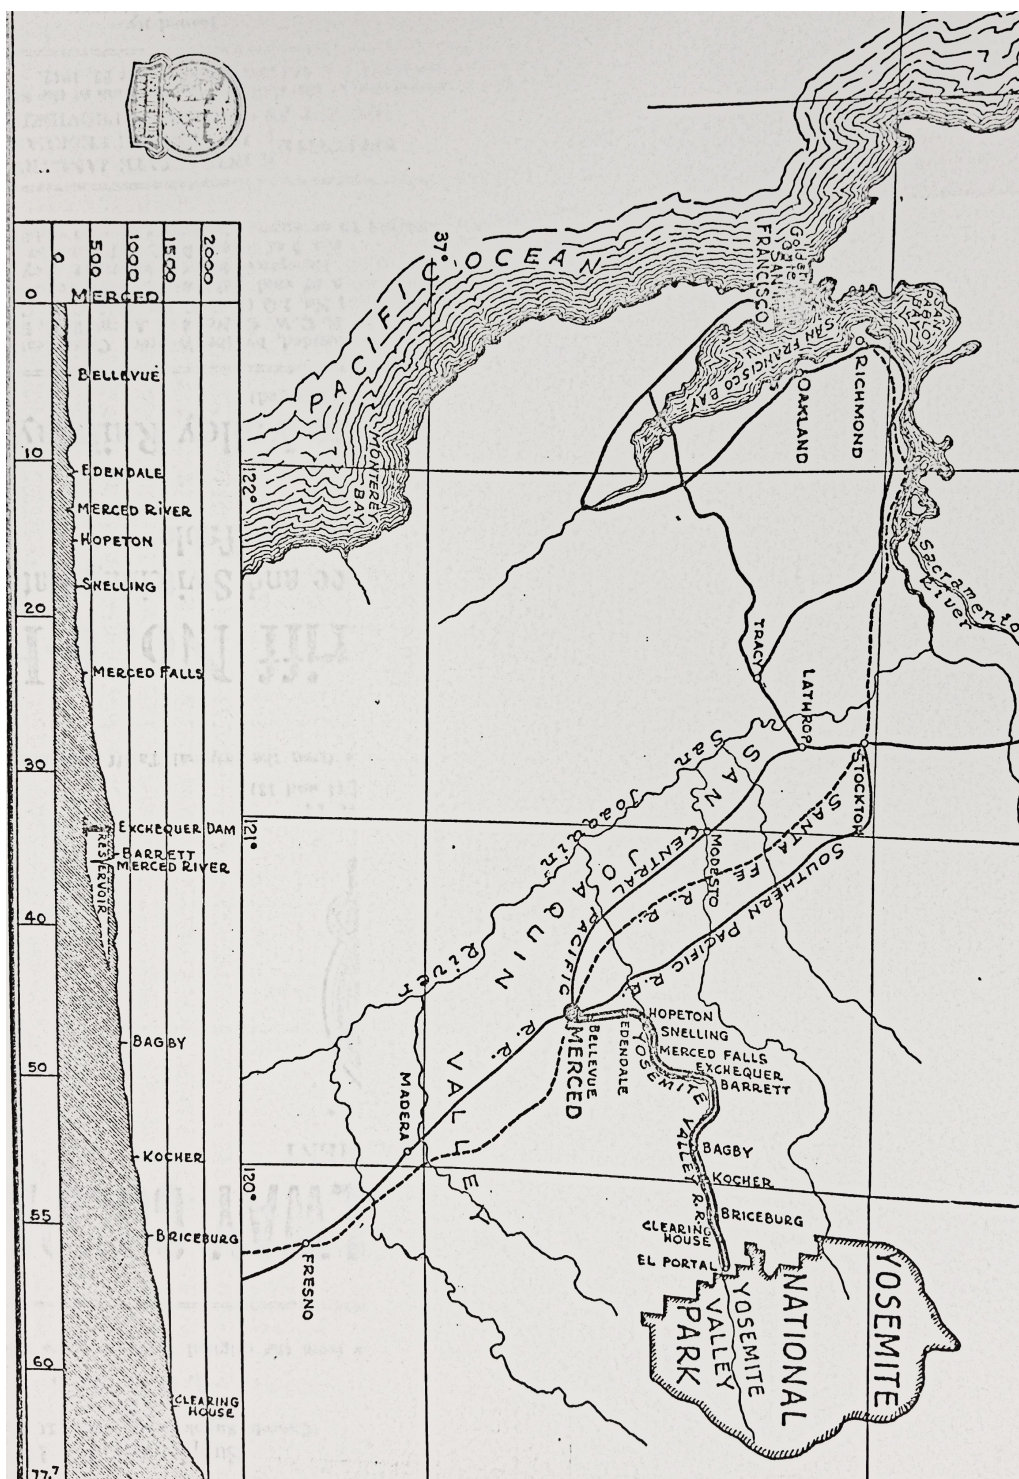 PACIFIC OCEAN
37°
Golden
Gate
SAN
FRANCISCO
SAN FRANCISCO BAY
SAN
PABLO
BAY
RICHMOND
OAKLAND
MONTEREY
BAY
122°
Sacramento
River
TRACY
LATHROP
STOCKTON
San Joaquin River
SAN JOAQUIN VALLEY
121°
CENTRAL PACIFIC R. R.
SANTA FE R. R.
SOUTHERN PACIFIC R. R.
MODESTO
MERCED
BELLEVUE
EDENDALE
HOPETON
SNELLING
MERCED FALLS
EXCHEQUER
BARRETT
YOSEMITE VALLEY R. R.
BAGBY
KOCHER
BRICEBURG
CLEARING
HOUSE
EL PORTAL
MADERA
120°
FRESNO
YOSEMITE
NATIONAL
PARK
YOSEMITE
VALLEY
0
500
1000
1500
2000
0
MERCED
BELLEVUE
10
EDENDALE
MERCED RIVER
HOPETON
SNELLING
20
MERCED FALLS
30
EXCHEQUER DAM
BARRETT
MERCED RIVER
RESERVOIR
40
BAGBY
50
KOCHER
55
BRICEBURG
60
CLEARING
HOUSE
77.7